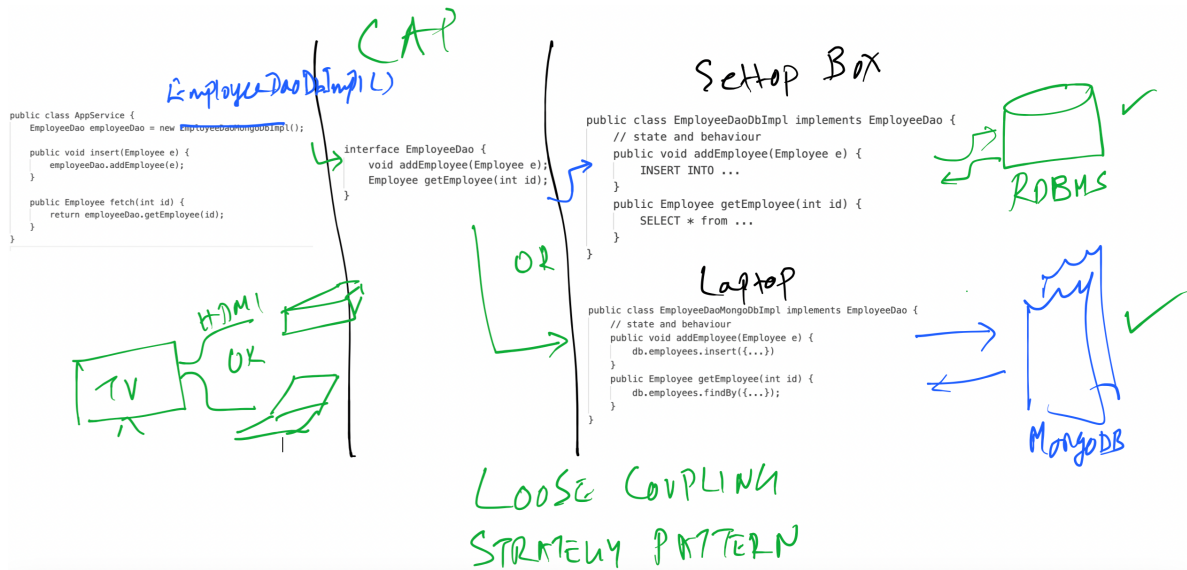 CAP
EmployeeDaoDbImpl()
public class AppService {
EmployeeDao employeeDao = new EmployeeDaoMongoDbImpl();
public void insert(Employee e) {
employeeDao.addEmployee(e);
}
public Employee fetch(int id) {
return employeeDao.getEmployee(id);
}
}
HDMI
OR
TV
interface EmployeeDao {
void addEmployee(Employee e);
Employee getEmployee(int id);
}
OR
Settop Box
public class EmployeeDaoDbImpl implements EmployeeDao {
// state and behaviour
public void addEmployee(Employee e) {
INSERT INTO ...
}
public Employee getEmployee(int id) {
SELECT * from ...
}
}
RDBMS
Laptop
public class EmployeeDaoMongoDbImpl implements EmployeeDao {
// state and behaviour
public void addEmployee(Employee e) {
db.employees.insert({...})
}
public Employee getEmployee(int id) {
db.employees.findBy({...});
}
}
MongoDB
LOOSE COUPLING
STRATEGY PATTERN